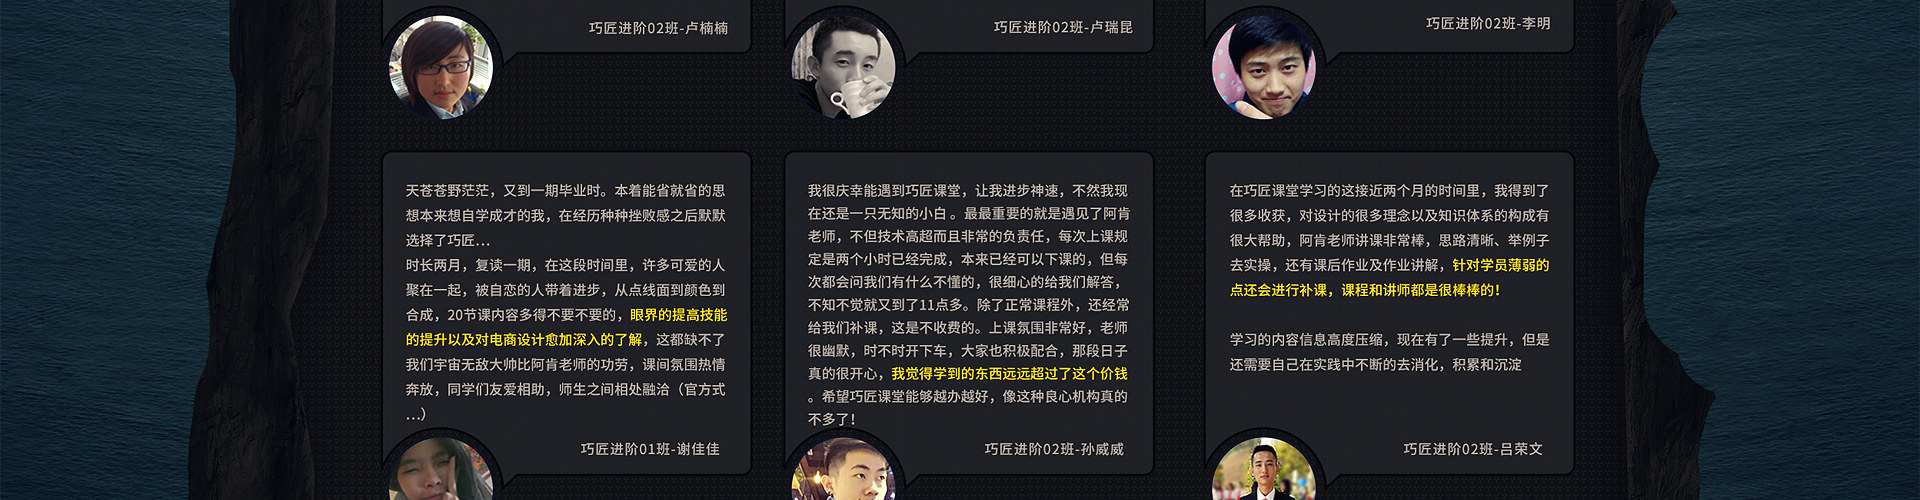 巧匠进阶02班-卢楠楠
巧匠进阶02班-卢瑞昆
巧匠进阶02班-李明
天苍苍野茫茫，又到一期毕业时。本着能省就省的思
想本来想自学成才的我，在经历种种挫败感之后默默
选择了巧匠...
时长两月，复读一期，在这段时间里，许多可爱的人
聚在一起，被自恋的人带着进步，从点线面到颜色到
合成，20节课内容多得不要不要的，眼界的提高技能
的提升以及对电商设计愈加深入的了解，这都缺不了
我们宇宙无敌大帅比阿肯老师的功劳，课间氛围热情
奔放，同学们友爱相助，师生之间相处融洽（官方式
...）
巧匠进阶01班-谢佳佳
我很庆幸能遇到巧匠课堂，让我进步神速，不然我现
在还是一只无知的小白 。最最重要的就是遇见了阿肯
老师，不但技术高超而且非常的负责任，每次上课规
定是两个小时已经完成，本来已经可以下课的，但每
次都会问我们有什么不懂的，很细心的给我们解答，
不知不觉就又到了11点多。除了正常课程外，还经常
给我们补课，这是不收费的。上课氛围非常好，老师
很幽默，时不时开下车，大家也积极配合，那段日子
真的很开心，我觉得学到的东西远远超过了这个价钱
。希望巧匠课堂能够越办越好，像这种良心机构真的
不多了！
巧匠进阶02班-孙威威
在巧匠课堂学习的这接近两个月的时间里，我得到了
很多收获，对设计的很多理念以及知识体系的构成有
很大帮助，阿肯老师讲课非常棒，思路清晰、举例子
去实操，还有课后作业及作业讲解，针对学员薄弱的
点还会进行补课，课程和讲师都是很棒棒的！
学习的内容信息高度压缩，现在有了一些提升，但是
还需要自己在实践中不断的去消化，积累和沉淀
巧匠进阶02班-吕荣文